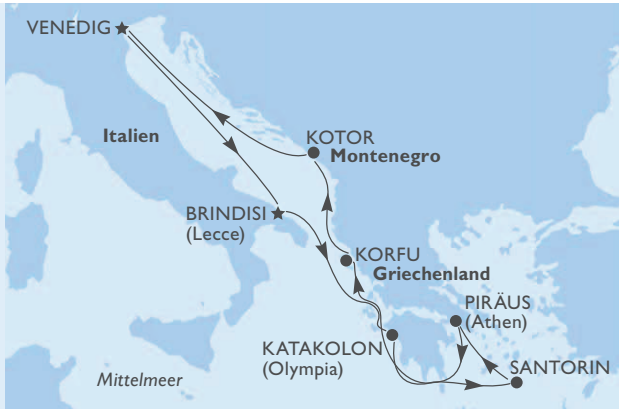 VENEDIG
Italien
KOTOR
Montenegro
BRINDISI
(Lecce)
KORFU
Griechenland
PIRÄUS
(Athen)
KATAKOLON
(Olympia)
SANTORIN
Mittelmeer